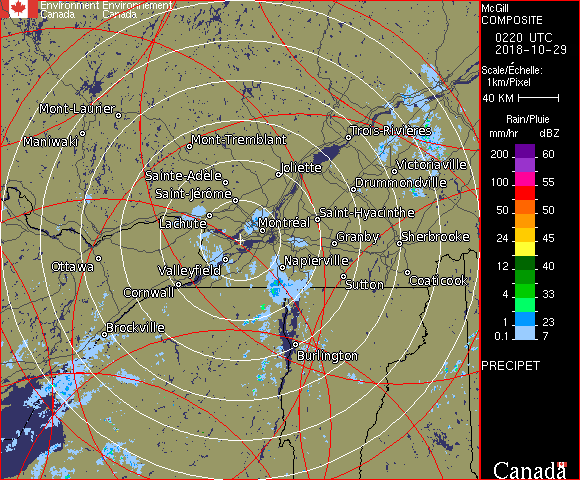 Environment Environnement
Canada Canada
Mont-Laurier
Maniwaki
Mont-Tremblant
Trois-Rivières
Joliette
Victoriaville
Sainte-Adèle
Drummondville
Saint-Jérôme
Saint-Hyacinthe
Lachute
Montréal
Granby
Sherbrooke
Ottawa
Valleyfield
Napierville
Cornwall
Sutton
Coaticook
Brockville
Burlington
McGill
COMPOSITE
0220 UTC
2018-10-29
Scale/Échelle:
1km/Pixel
40 KM
Rain/Pluie
mm/hr dBZ
200 60
100 55
50 50
24 45
12 40
4 33
1 23
0.1 7
PRECIPET
Canada